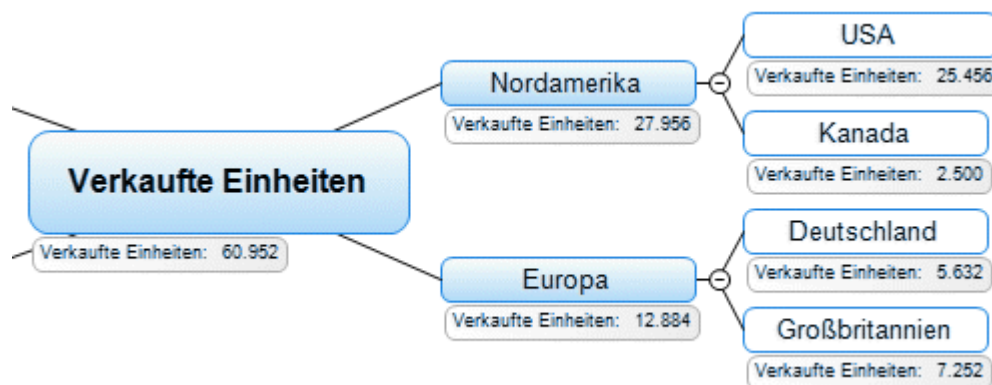 Verkaufte Einheiten
Verkaufte Einheiten: 60.952
Nordamerika
Verkaufte Einheiten: 27.956
USA
Verkaufte Einheiten: 25.456
Kanada
Verkaufte Einheiten: 2.500
Europa
Verkaufte Einheiten: 12.884
Deutschland
Verkaufte Einheiten: 5.632
Großbritannien
Verkaufte Einheiten: 7.252